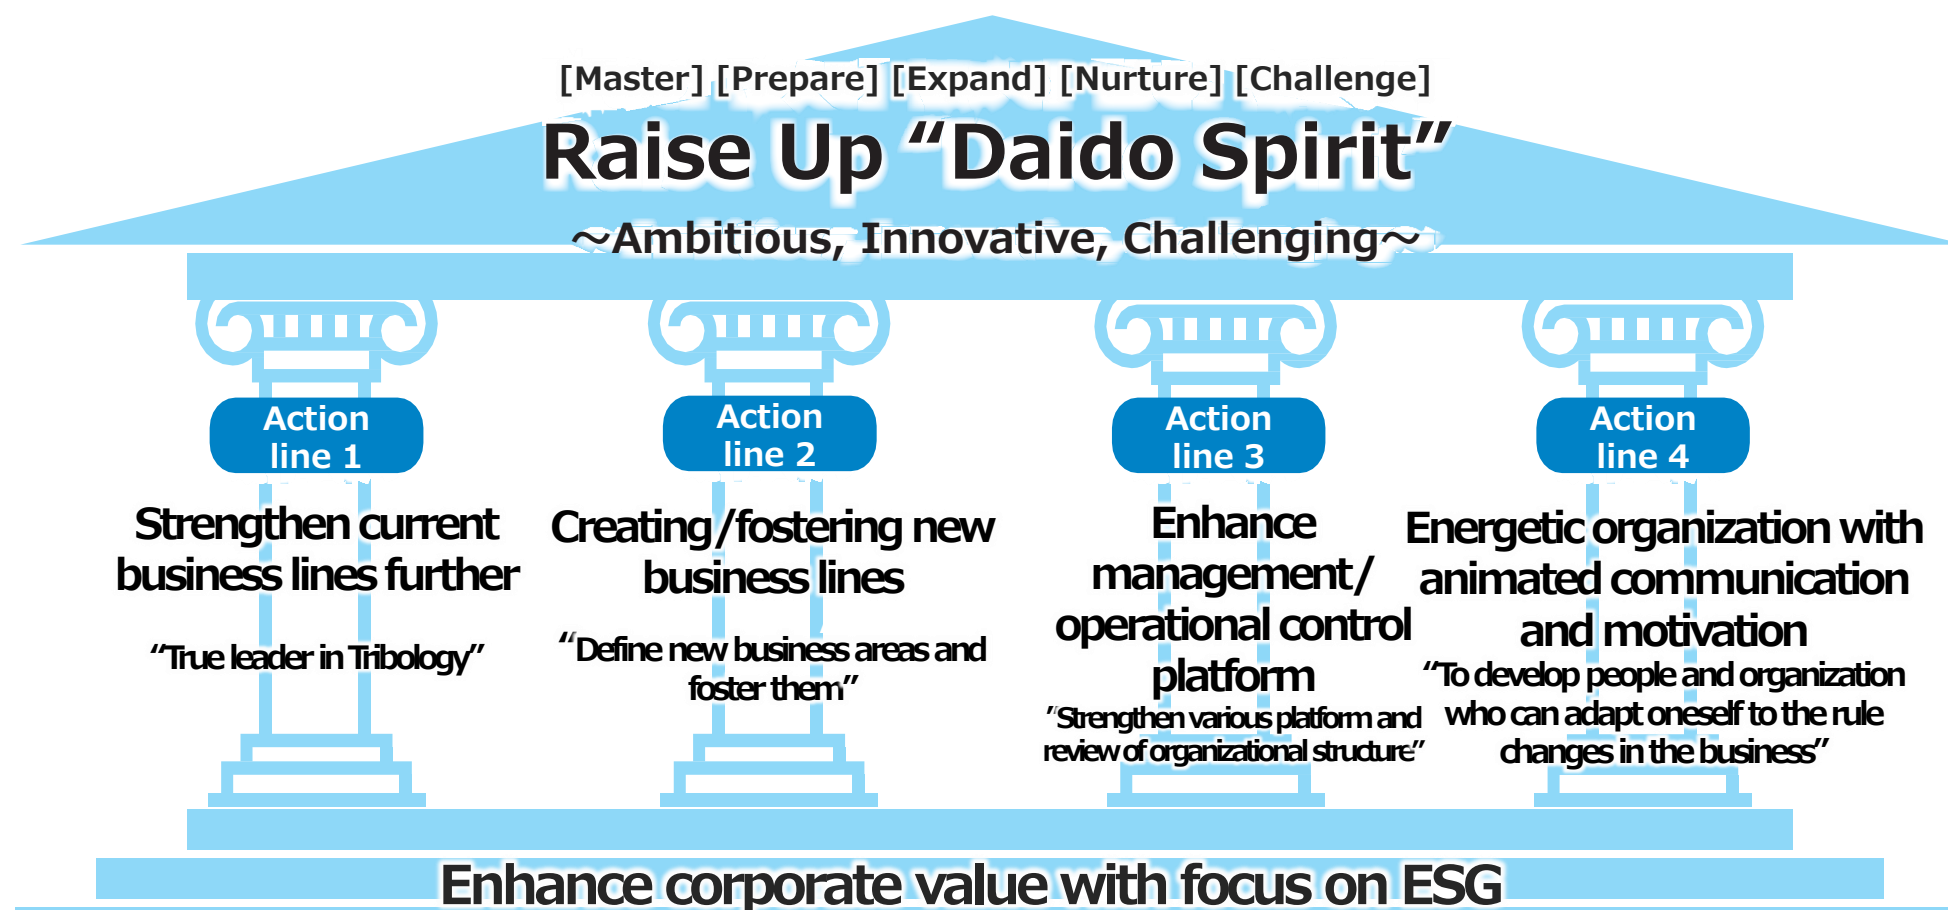 [Master] [Prepare] [Expand] [Nurture] [Challenge]
Raise Up “Daido Spirit”
～Ambitious, Innovative, Challenging～
Action
line 1
Strengthen current
business lines further
“True leader in Tribology”
Action
line 2
Creating/fostering new
business lines
“Define new business areas and
foster them”
Action
line 3
Enhance
management/
operational control
platform
”Strengthen various platform and
review of organizational structure”
Action
line 4
Energetic organization with
animated communication
and motivation
“To develop people and organization
who can adapt oneself to the rule
changes in the business”
Enhance corporate value with focus on ESG